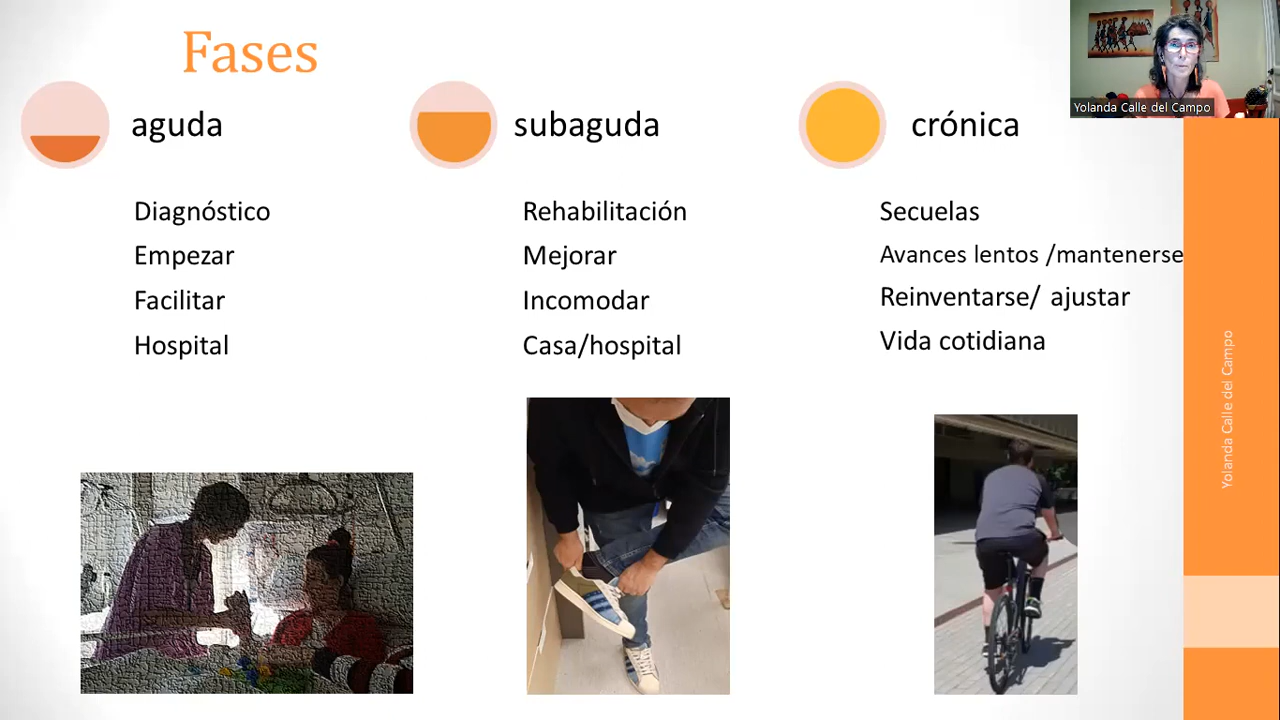 Fases
aguda
Diagnóstico
Empezar
Facilitar
Hospital
subaguda
Rehabilitación
Mejorar
Incomodar
Casa/hospital
crónica
Secuelas
Avances lentos /mantenerse
Reinventarse/ ajustar
Vida cotidiana
Yolanda Calle del Campo
Yolanda Calle del Campo